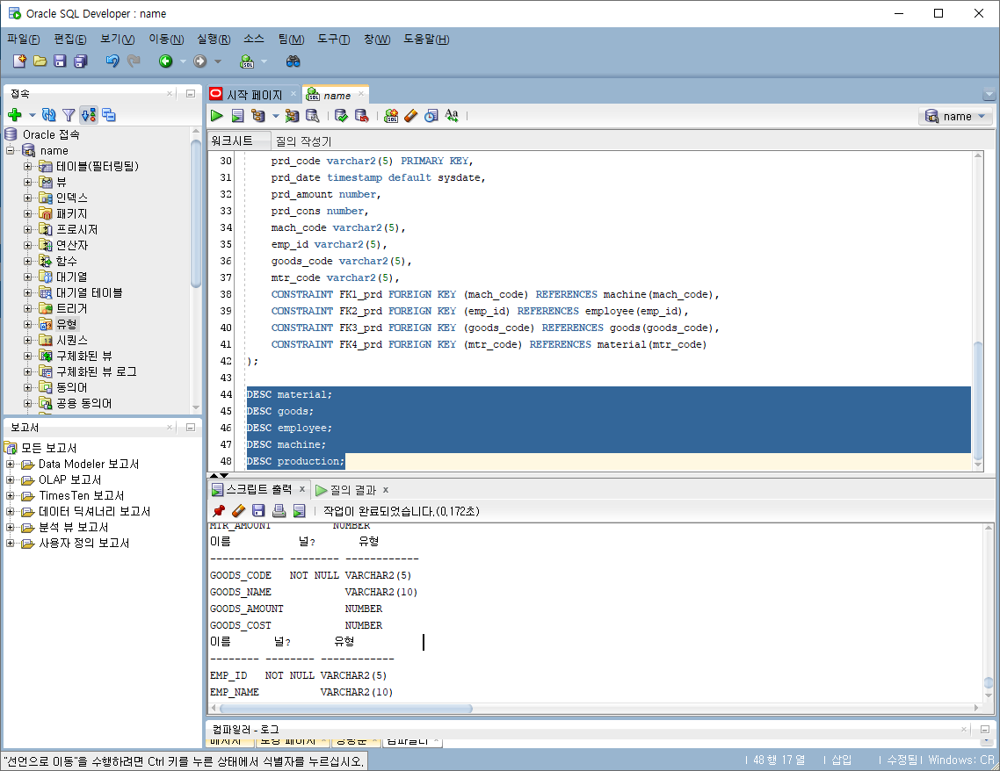 Oracle SQL Developer : name
파일(F) 편집(E) 보기(V) 이동(N) 실행(R) 소스 팀(M) 도구(T) 창(W) 도움말(H)
접속
Oracle 접속
name
테이블(필터링됨)
뷰
인덱스
패키지
프로시저
연산자
함수
대기열
대기열 테이블
트리거
유형
시퀀스
구체화된 뷰
구체화된 뷰 로그
동의어
공용 동의어
보고서
모든 보고서
Data Modeler 보고서
OLAP 보고서
TimesTen 보고서
데이터 딕셔너리 보고서
분석 뷰 보고서
사용자 정의 보고서
시작 페이지 name
name
워크시트 질의 작성기
30 prd_code varchar2(5) PRIMARY KEY,
31 prd_date timestamp default sysdate,
32 prd_amount number,
33 prd_cons number,
34 mach_code varchar2(5),
35 emp_id varchar2(5),
36 goods_code varchar2(5),
37 mtr_code varchar2(5),
38 CONSTRAINT FK1_prd FOREIGN KEY (mach_code) REFERENCES machine(mach_code),
39 CONSTRAINT FK2_prd FOREIGN KEY (emp_id) REFERENCES employee(emp_id),
40 CONSTRAINT FK3_prd FOREIGN KEY (goods_code) REFERENCES goods(goods_code),
41 CONSTRAINT FK4_prd FOREIGN KEY (mtr_code) REFERENCES material(mtr_code)
42 );
43
44 DESC material;
45 DESC goods;
46 DESC employee;
47 DESC machine;
48 DESC production;
스크립트 출력 x 질의 결과 x
작업이 완료되었습니다.(0,172초)
MTR_AMOUNT NUMBER
이름 널? 유형
------------ -------- ------------
GOODS_CODE NOT NULL VARCHAR2(5)
GOODS_NAME VARCHAR2(10)
GOODS_AMOUNT NUMBER
GOODS_COST NUMBER
이름 널? 유형
-------- -------- ------------
EMP_ID NOT NULL VARCHAR2(5)
EMP_NAME VARCHAR2(10)
컴파일러 - 로그
메시지 로깅 페이지 컴파일러
"선언으로 이동"을 수행하려면 Ctrl 키를 누른 상태에서 식별자를 누르십시오.
48 행 17 열 삽입 수정됨 Windows: CR